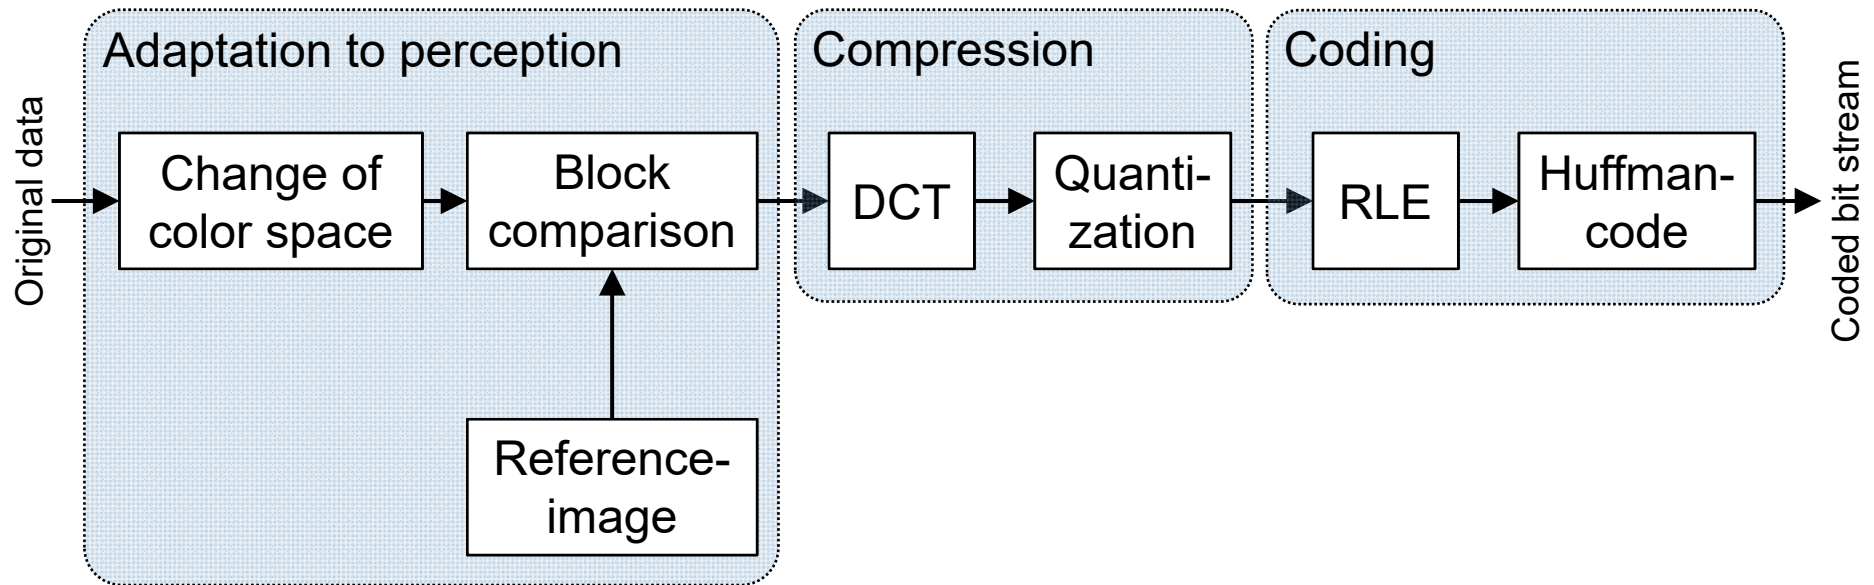 Adaptation to perception
Compression
Coding
Original data
Change of
color space
Block
comparison
DCT
Quanti-
zation
RLE
Huffman-
code
Coded bit stream
Reference-
image